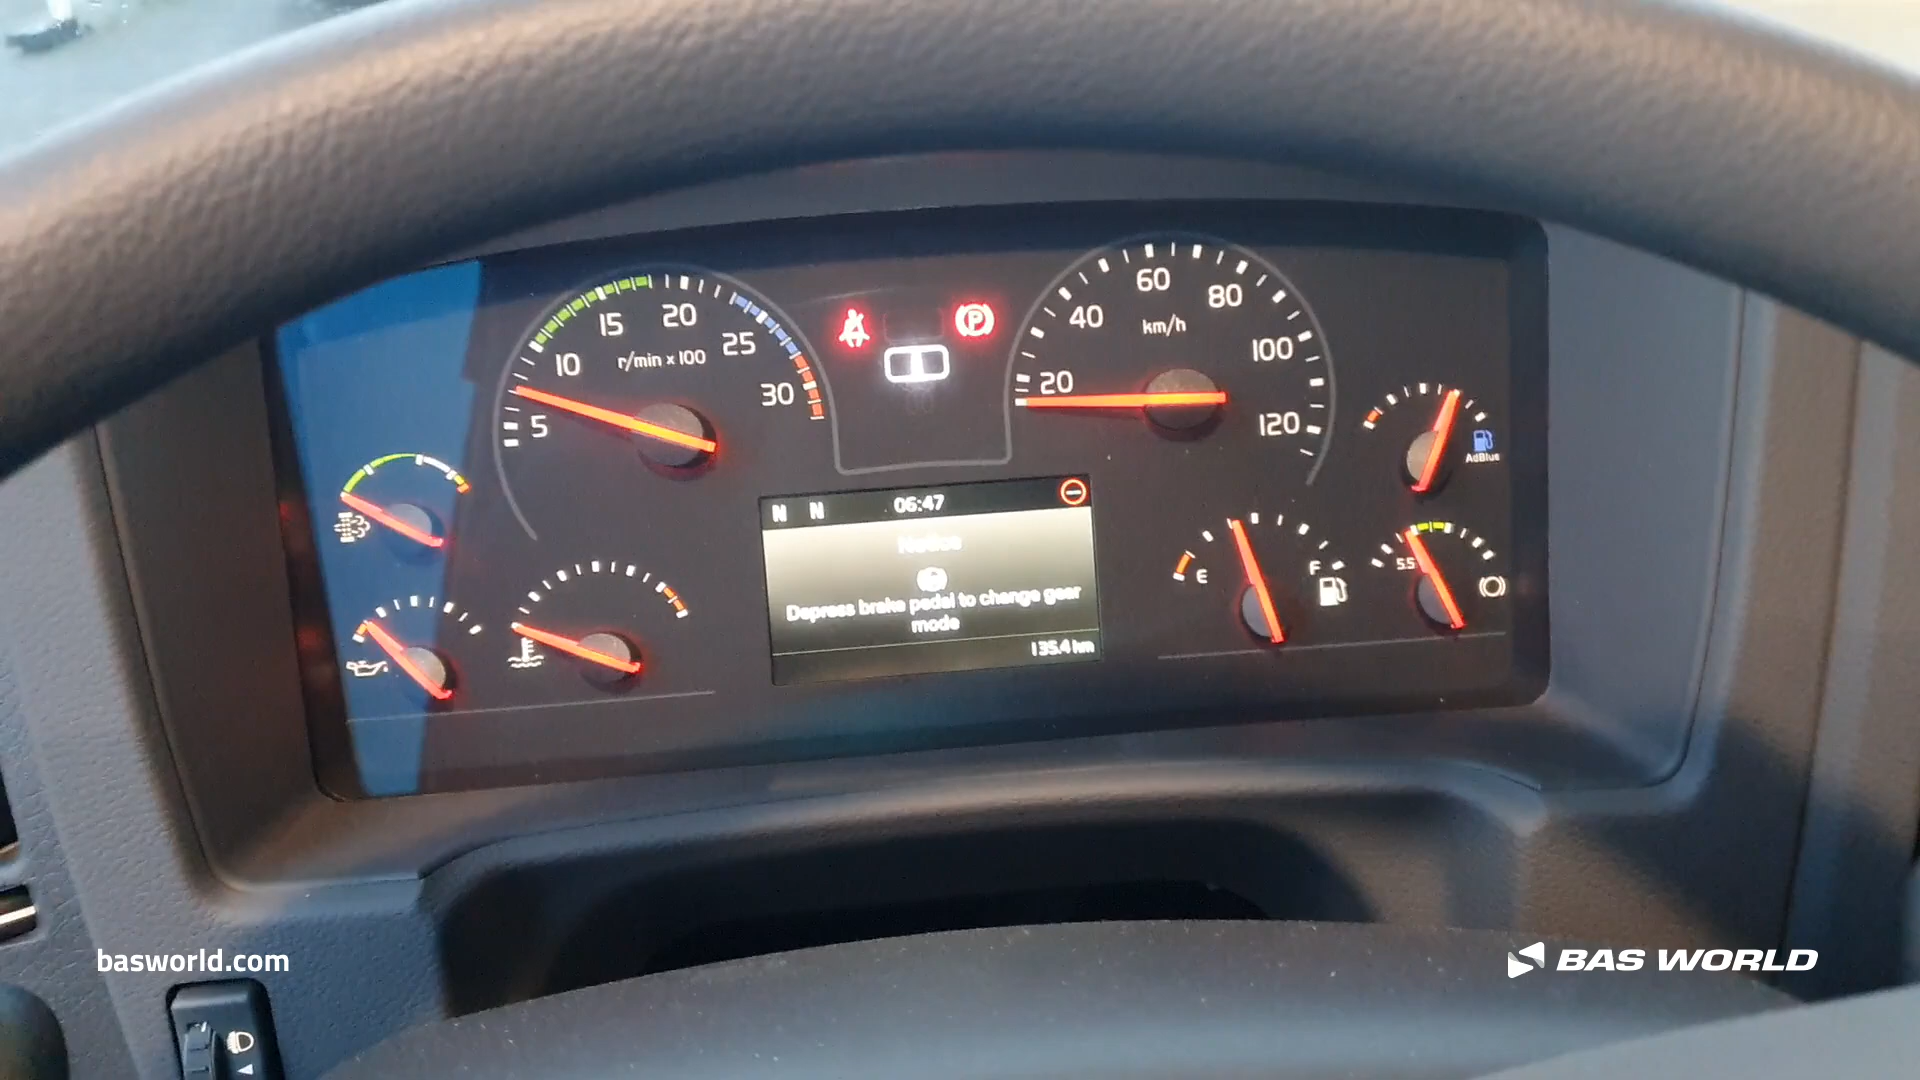 5
10
15
20
25
30
r/min x 100
20
40
60
80
100
120
km/h
P
AdBlue
E
F
5.5
N N 06:47
Notice
Depress brake pedal to change gear
mode
135.4 km
basworld.com
BAS WORLD